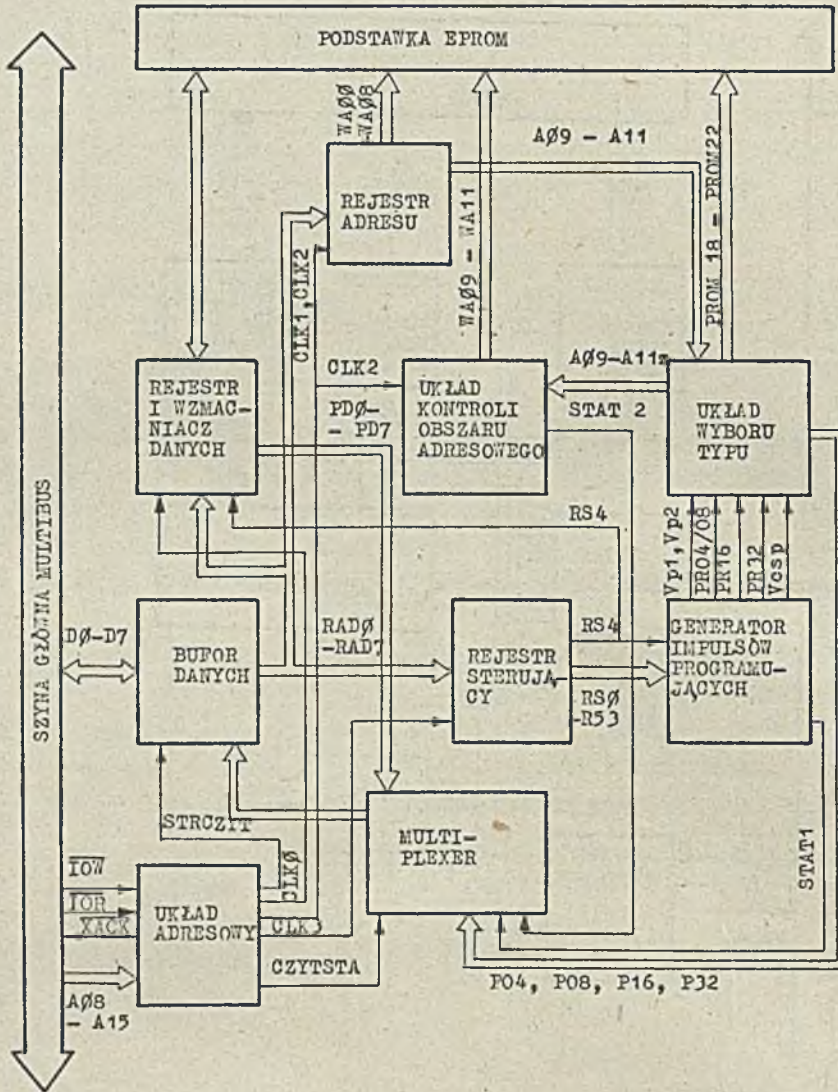 PODSTAWKA EPROM
WAØØ
-WAØ8
AØ9 - A11
REJESTR
ADRESU
CLK1,CLK2
WAØ9 - WA11
PROM 18 - PROM22
REJESTR
I WZMAC-
NIACZ
DANYCH
CLK2
PDØ-
- PD7
UKŁAD
KONTROLI
OBSZARU
ADRESOWEGO
AØ9-A11m
STAT 2
UKŁAD
WYBORU
TYPU
SZYNA GŁÓWNA MULTIBUS
RS4
Vp1,Vp2
PRO4/08
PR16
PR32
Vcsp
DØ-D7
BUFOR
DANYCH
RADØ
-RAD7
REJESTR
STERUJĄ-
CY
RS4
RSØ
-R53
GENERATOR
IMPULSÓW
PROGRAMU-
JĄCYCH
STRCZYT
CLKØ
MULTI-
PLEXER
STAT1
IOW
IOR
XACK
UKŁAD
ADRESOWY
CLK3
CZYTSTA
AØ8
- A15
PO4, PO8, P16, P32